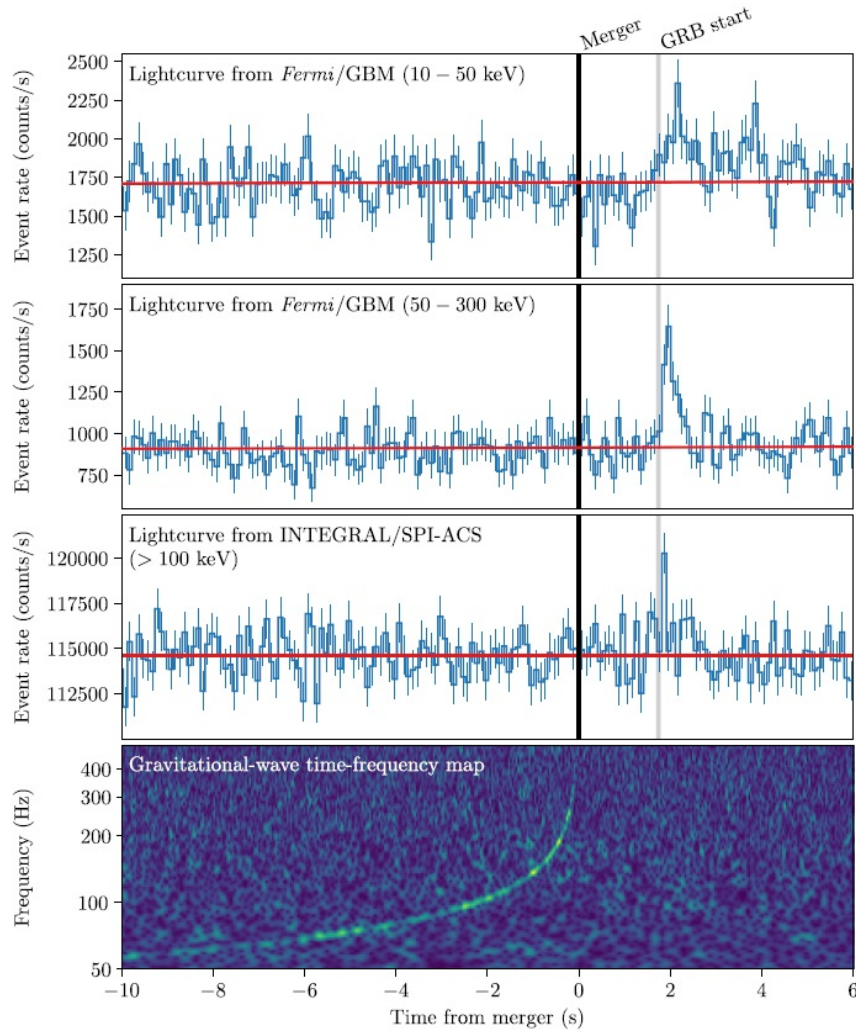 Merger
GRB start
Lightcurve from Fermi/GBM (10 − 50 keV)
Event rate (counts/s)
2500
2250
2000
1750
1500
1250
Lightcurve from Fermi/GBM (50 − 300 keV)
Event rate (counts/s)
1750
1500
1250
1000
750
Lightcurve from INTEGRAL/SPI-ACS
(> 100 keV)
Event rate (counts/s)
120000
117500
115000
112500
Gravitational-wave time-frequency map
Frequency (Hz)
400
300
200
100
50
−10 −8 −6 −4 −2 0 2 4 6
Time from merger (s)